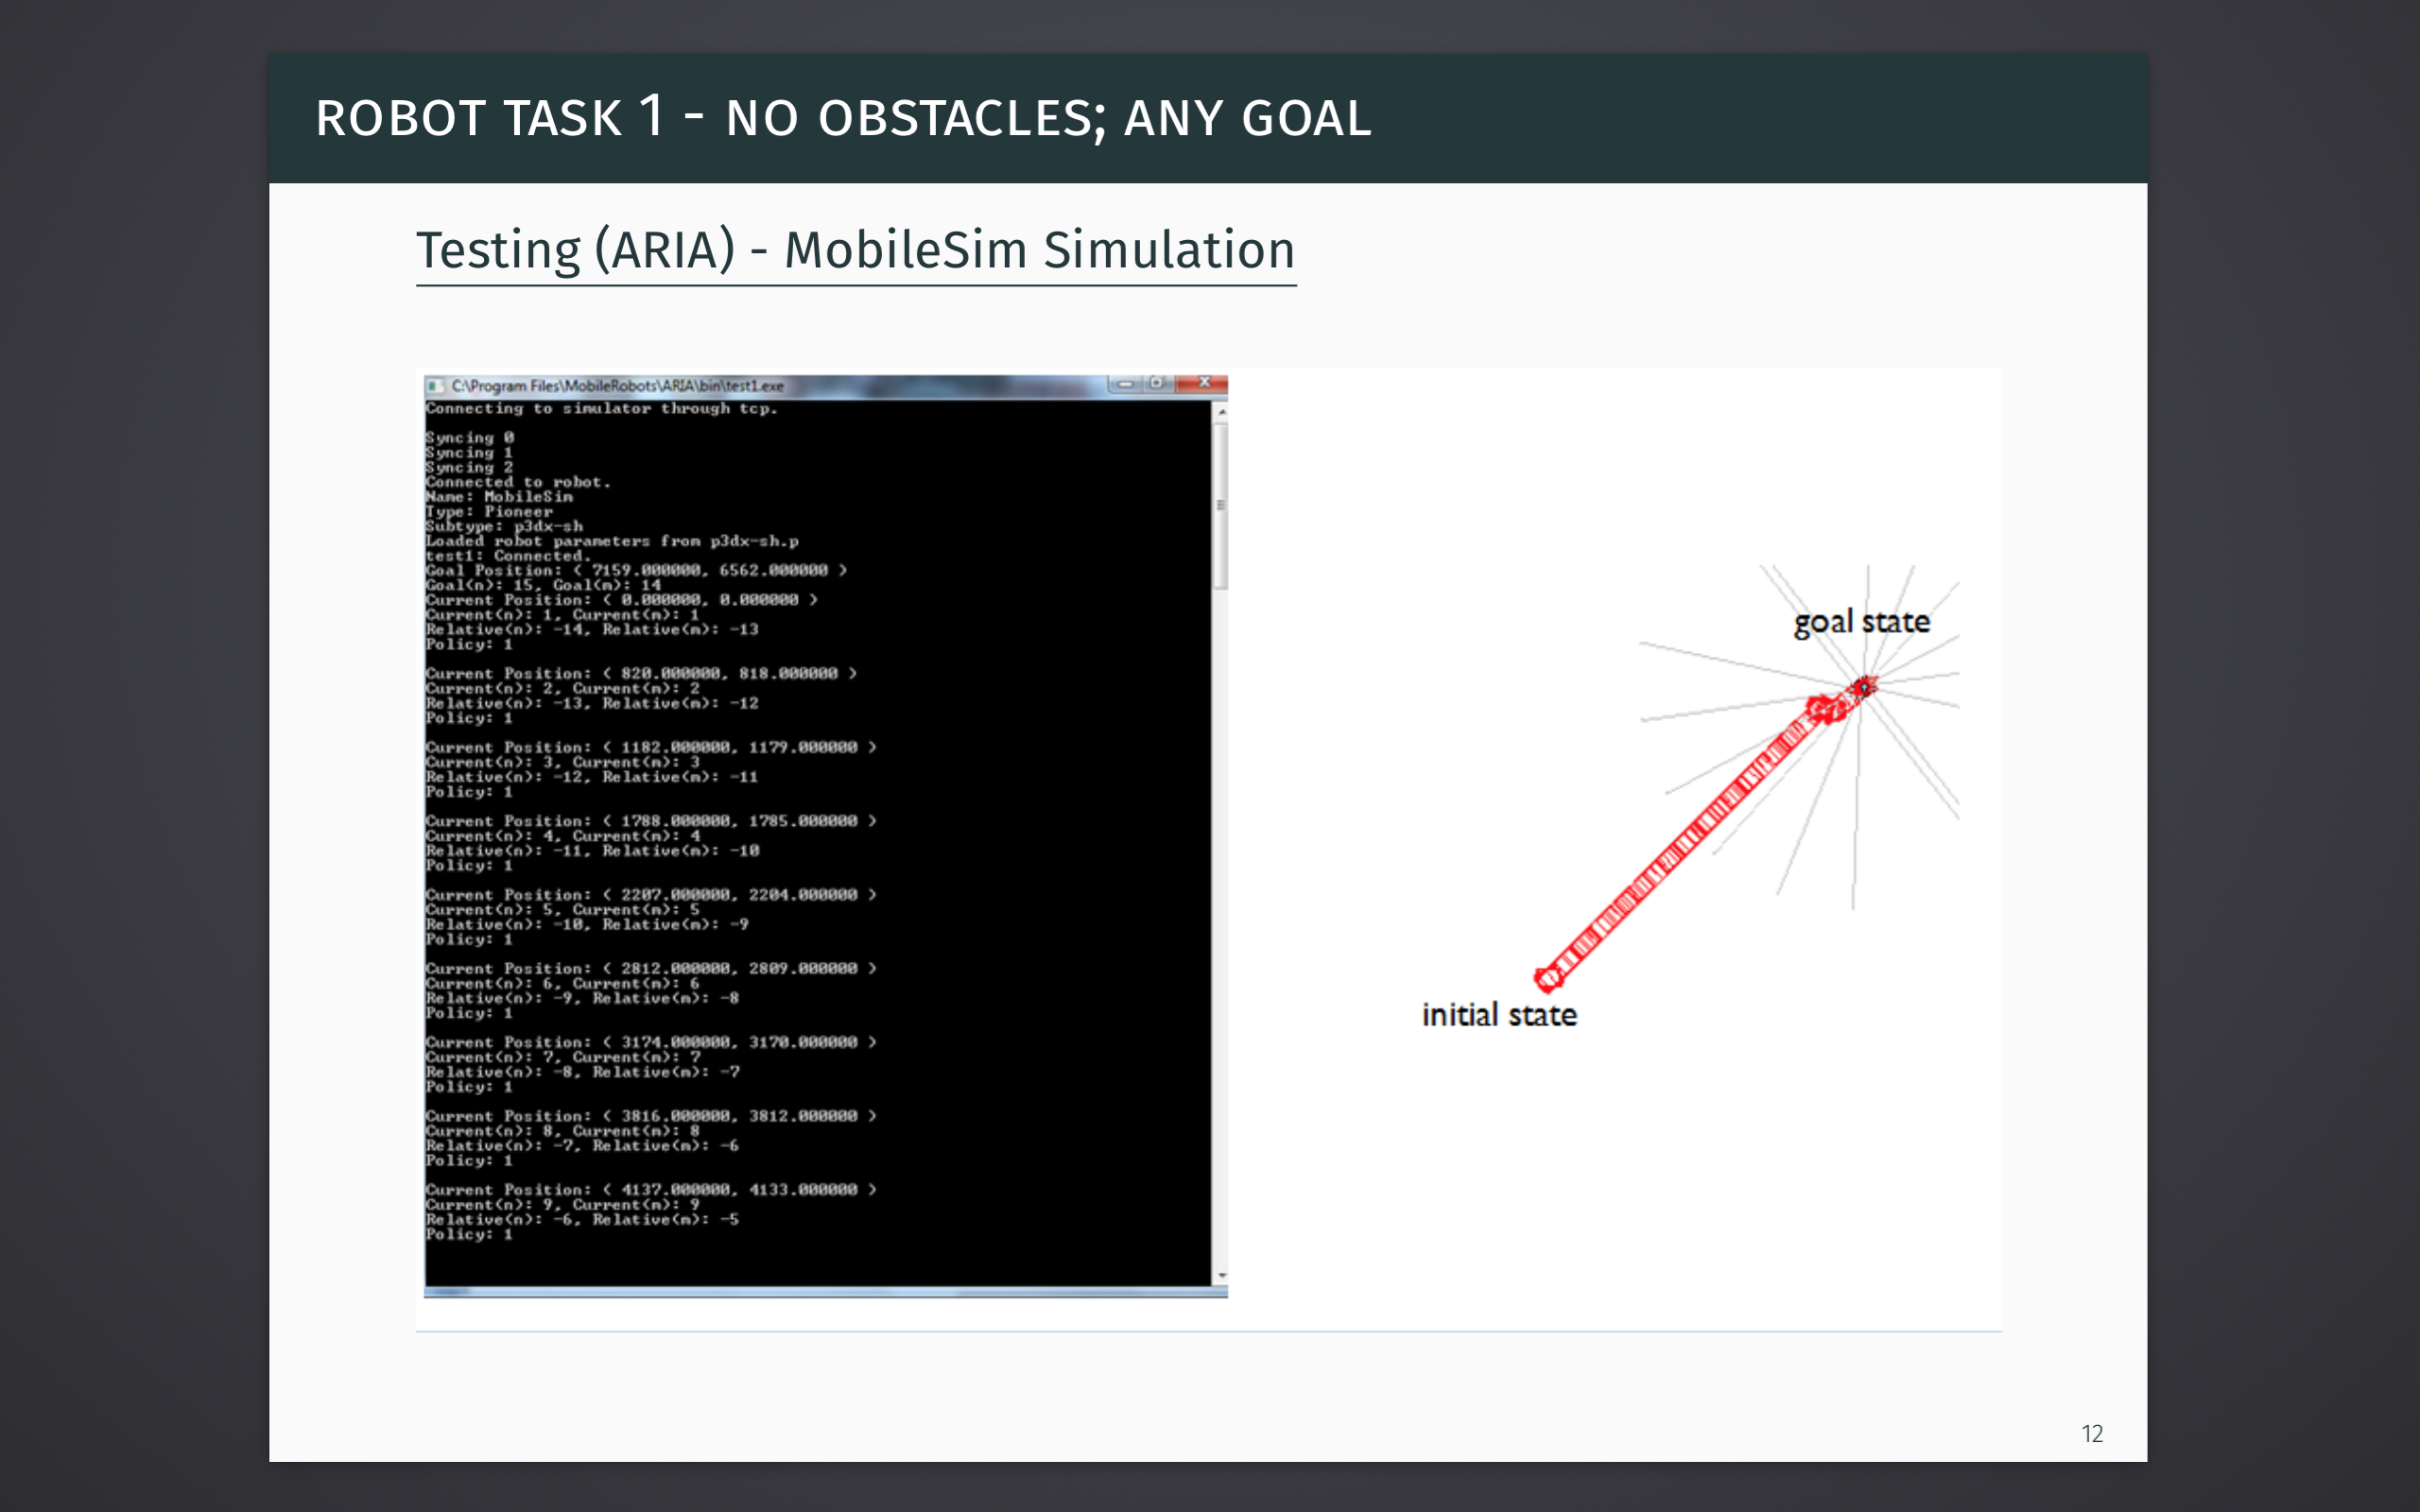 ROBOT TASK 1 - NO OBSTACLES; ANY GOAL
Testing (ARIA) - MobileSim Simulation
C:\Program Files\MobileRobots\ARIA\bin\test1.exe
Connecting to simulator through tcp.
Syncing 0
Syncing 1
Syncing 2
Connected to robot.
Name: MobileSim
Type: Pioneer
Subtype: p3dx-sh
Loaded robot parameters from p3dx-sh.p
test1: Connected.
Goal Position: ( 7159.000000, 6562.000000 )
Goal(n): 15, Goal(m): 14
Current Position: ( 0.000000, 0.000000 )
Current(n): 1, Current(m): 1
Relative(n): -14, Relative(m): -13
Policy: 1
Current Position: ( 820.000000, 818.000000 )
Current(n): 2, Current(m): 2
Relative(n): -13, Relative(m): -12
Policy: 1
Current Position: ( 1182.000000, 1179.000000 )
Current(n): 3, Current(m): 3
Relative(n): -12, Relative(m): -11
Policy: 1
Current Position: ( 1788.000000, 1785.000000 )
Current(n): 4, Current(m): 4
Relative(n): -11, Relative(m): -10
Policy: 1
Current Position: ( 2207.000000, 2204.000000 )
Current(n): 5, Current(m): 5
Relative(n): -10, Relative(m): -9
Policy: 1
Current Position: ( 2812.000000, 2809.000000 )
Current(n): 6, Current(m): 6
Relative(n): -9, Relative(m): -8
Policy: 1
Current Position: ( 3174.000000, 3170.000000 )
Current(n): 7, Current(m): 7
Relative(n): -8, Relative(m): -7
Policy: 1
Current Position: ( 3816.000000, 3812.000000 )
Current(n): 8, Current(m): 8
Relative(n): -7, Relative(m): -6
Policy: 1
Current Position: ( 4137.000000, 4133.000000 )
Current(n): 9, Current(m): 9
Relative(n): -6, Relative(m): -5
Policy: 1
goal state
initial state
12